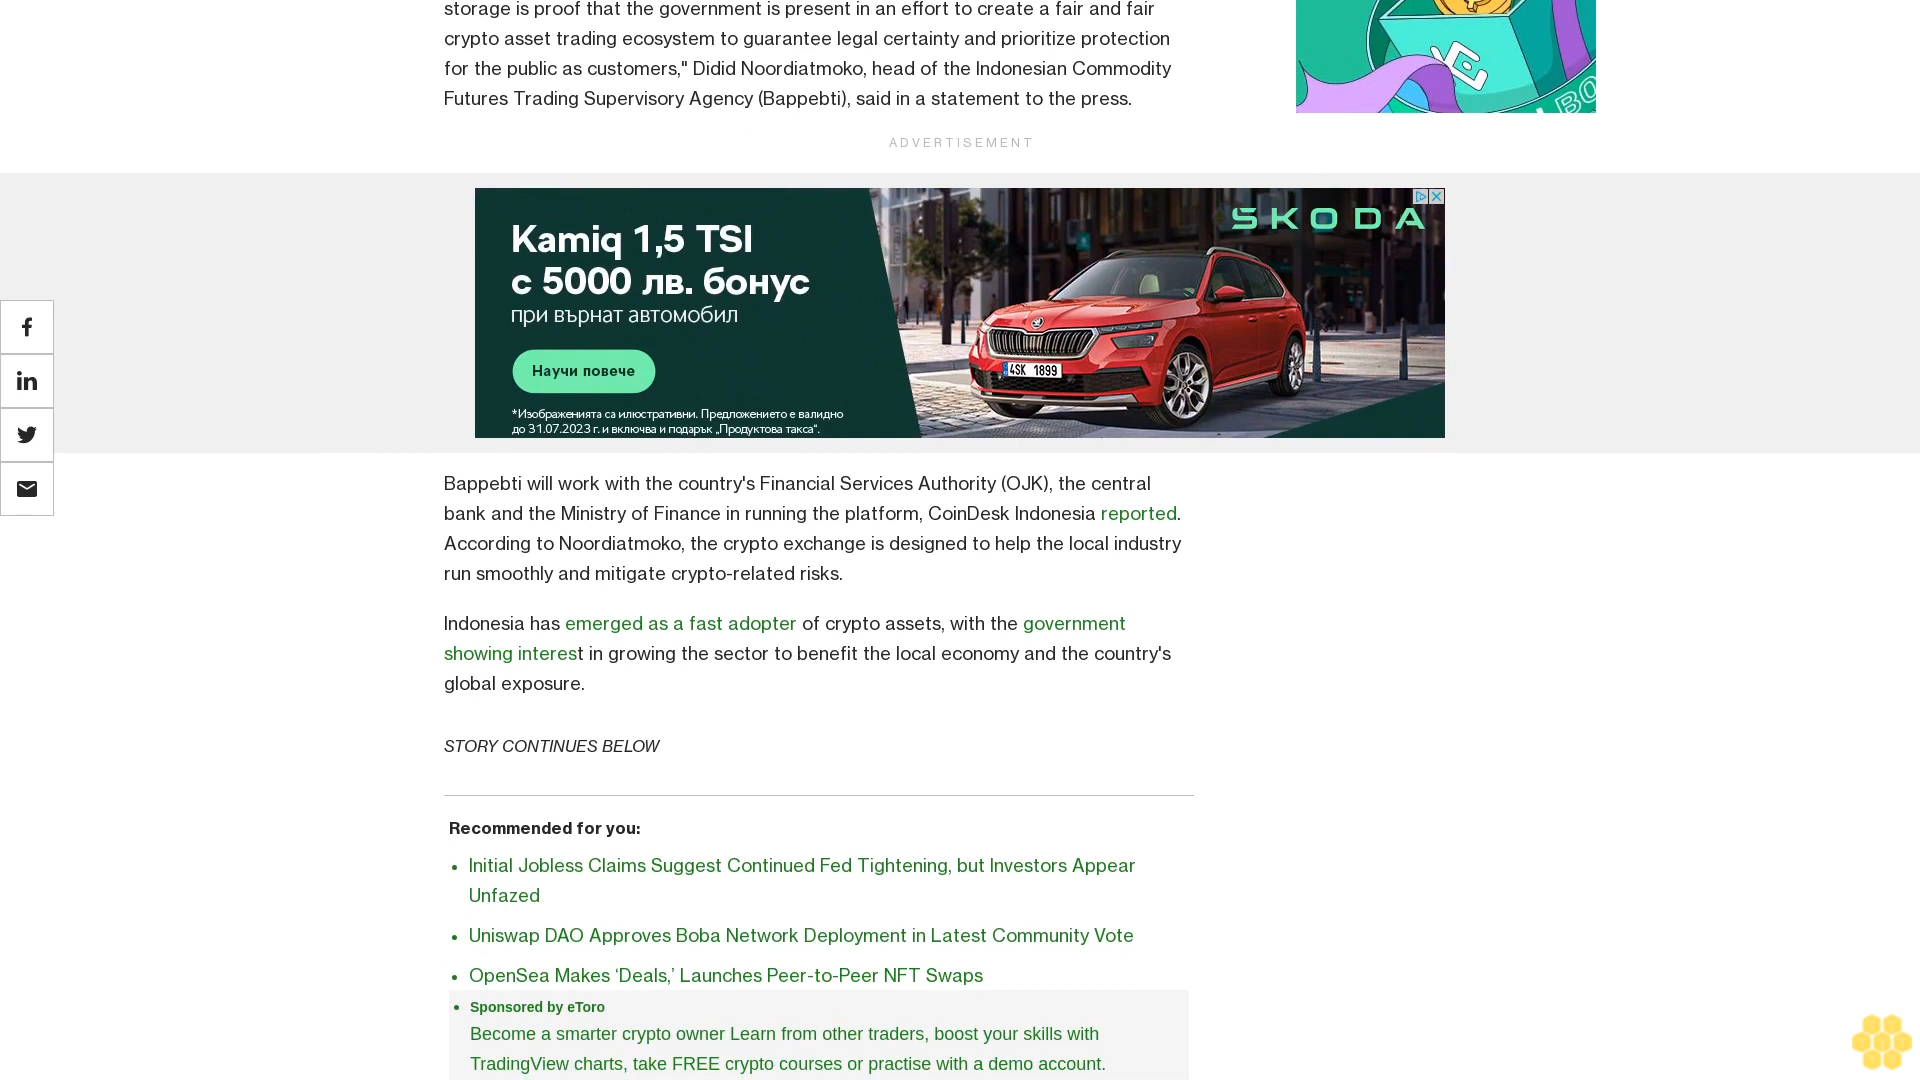 storage is proof that the government is present in an effort to create a fair and fair
crypto asset trading ecosystem to guarantee legal certainty and prioritize protection
for the public as customers," Didid Noordiatmoko, head of the Indonesian Commodity
Futures Trading Supervisory Agency (Bappebti), said in a statement to the press.
ADVERTISEMENT
Kamiq 1,5 TSI
с 5000 лв. бонус
при върнат автомобил
Научи повече
*Изображенията са илюстративни. Предложението е валидно
до 31.07.2023 г. и включва и подарък „Продуктова такса“.
SKODA
4SK 1899
Bappebti will work with the country's Financial Services Authority (OJK), the central
bank and the Ministry of Finance in running the platform, CoinDesk Indonesia reported.
According to Noordiatmoko, the crypto exchange is designed to help the local industry
run smoothly and mitigate crypto-related risks.
Indonesia has emerged as a fast adopter of crypto assets, with the government
showing interest in growing the sector to benefit the local economy and the country's
global exposure.
STORY CONTINUES BELOW
Recommended for you:
• Initial Jobless Claims Suggest Continued Fed Tightening, but Investors Appear
Unfazed
• Uniswap DAO Approves Boba Network Deployment in Latest Community Vote
• OpenSea Makes ‘Deals,’ Launches Peer-to-Peer NFT Swaps
• Sponsored by eToro
Become a smarter crypto owner Learn from other traders, boost your skills with
TradingView charts, take FREE crypto courses or practise with a demo account.